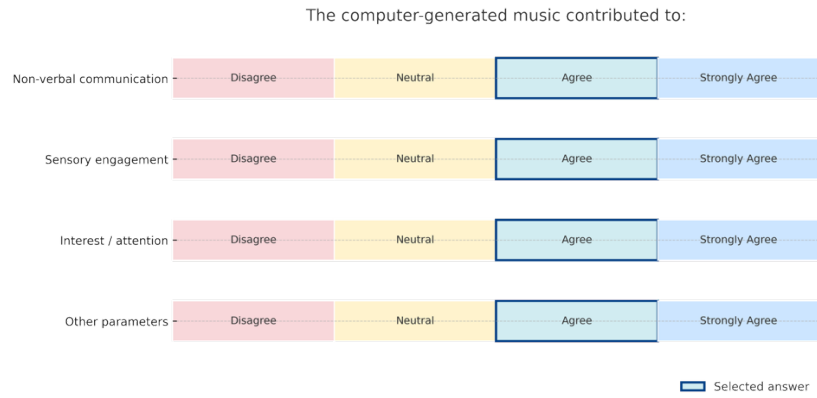 The computer-generated music contributed to:
Non-verbal communication Disagree Neutral Agree Strongly Agree
Sensory engagement Disagree Neutral Agree Strongly Agree
Interest / attention Disagree Neutral Agree Strongly Agree
Other parameters Disagree Neutral Agree Strongly Agree
Selected answer